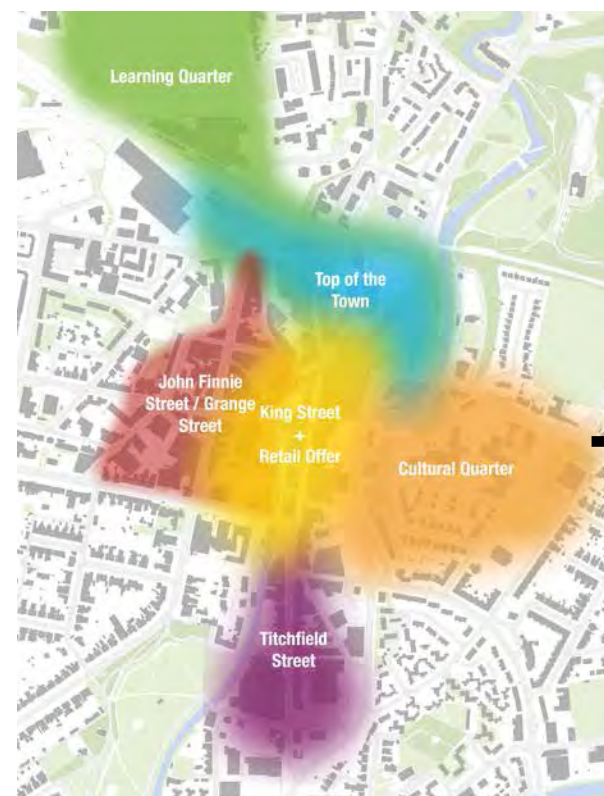 Learning Quarter
Top of the
Town
John Finnie
Street / Grange
Street
King Street
+
Retail Offer
Cultural Quarter
Titchfield
Street